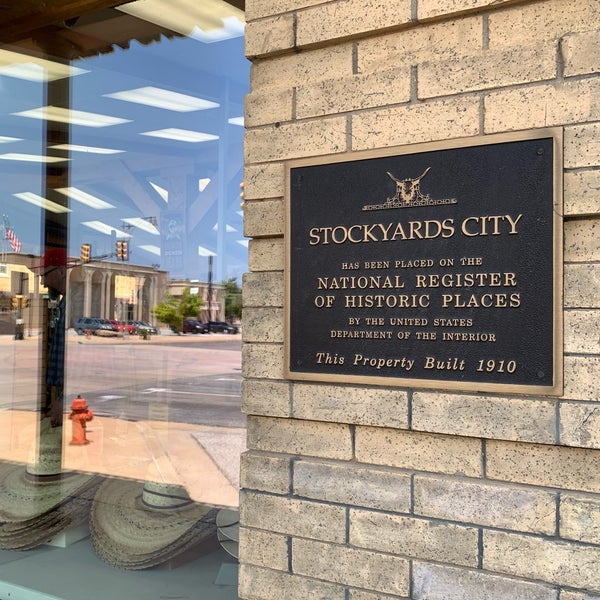 STOCKYARDS CITY
HAS BEEN PLACED ON THE
NATIONAL REGISTER
OF HISTORIC PLACES
BY THE UNITED STATES
DEPARTMENT OF THE INTERIOR
This Property Built 1910